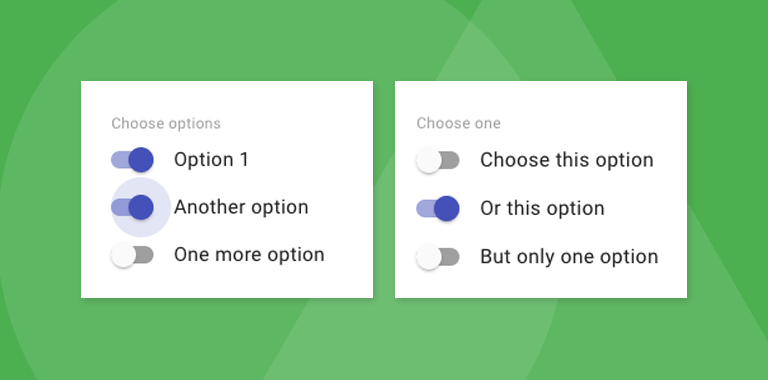 Choose options
Option 1
Another option
One more option
Choose one
Choose this option
Or this option
But only one option